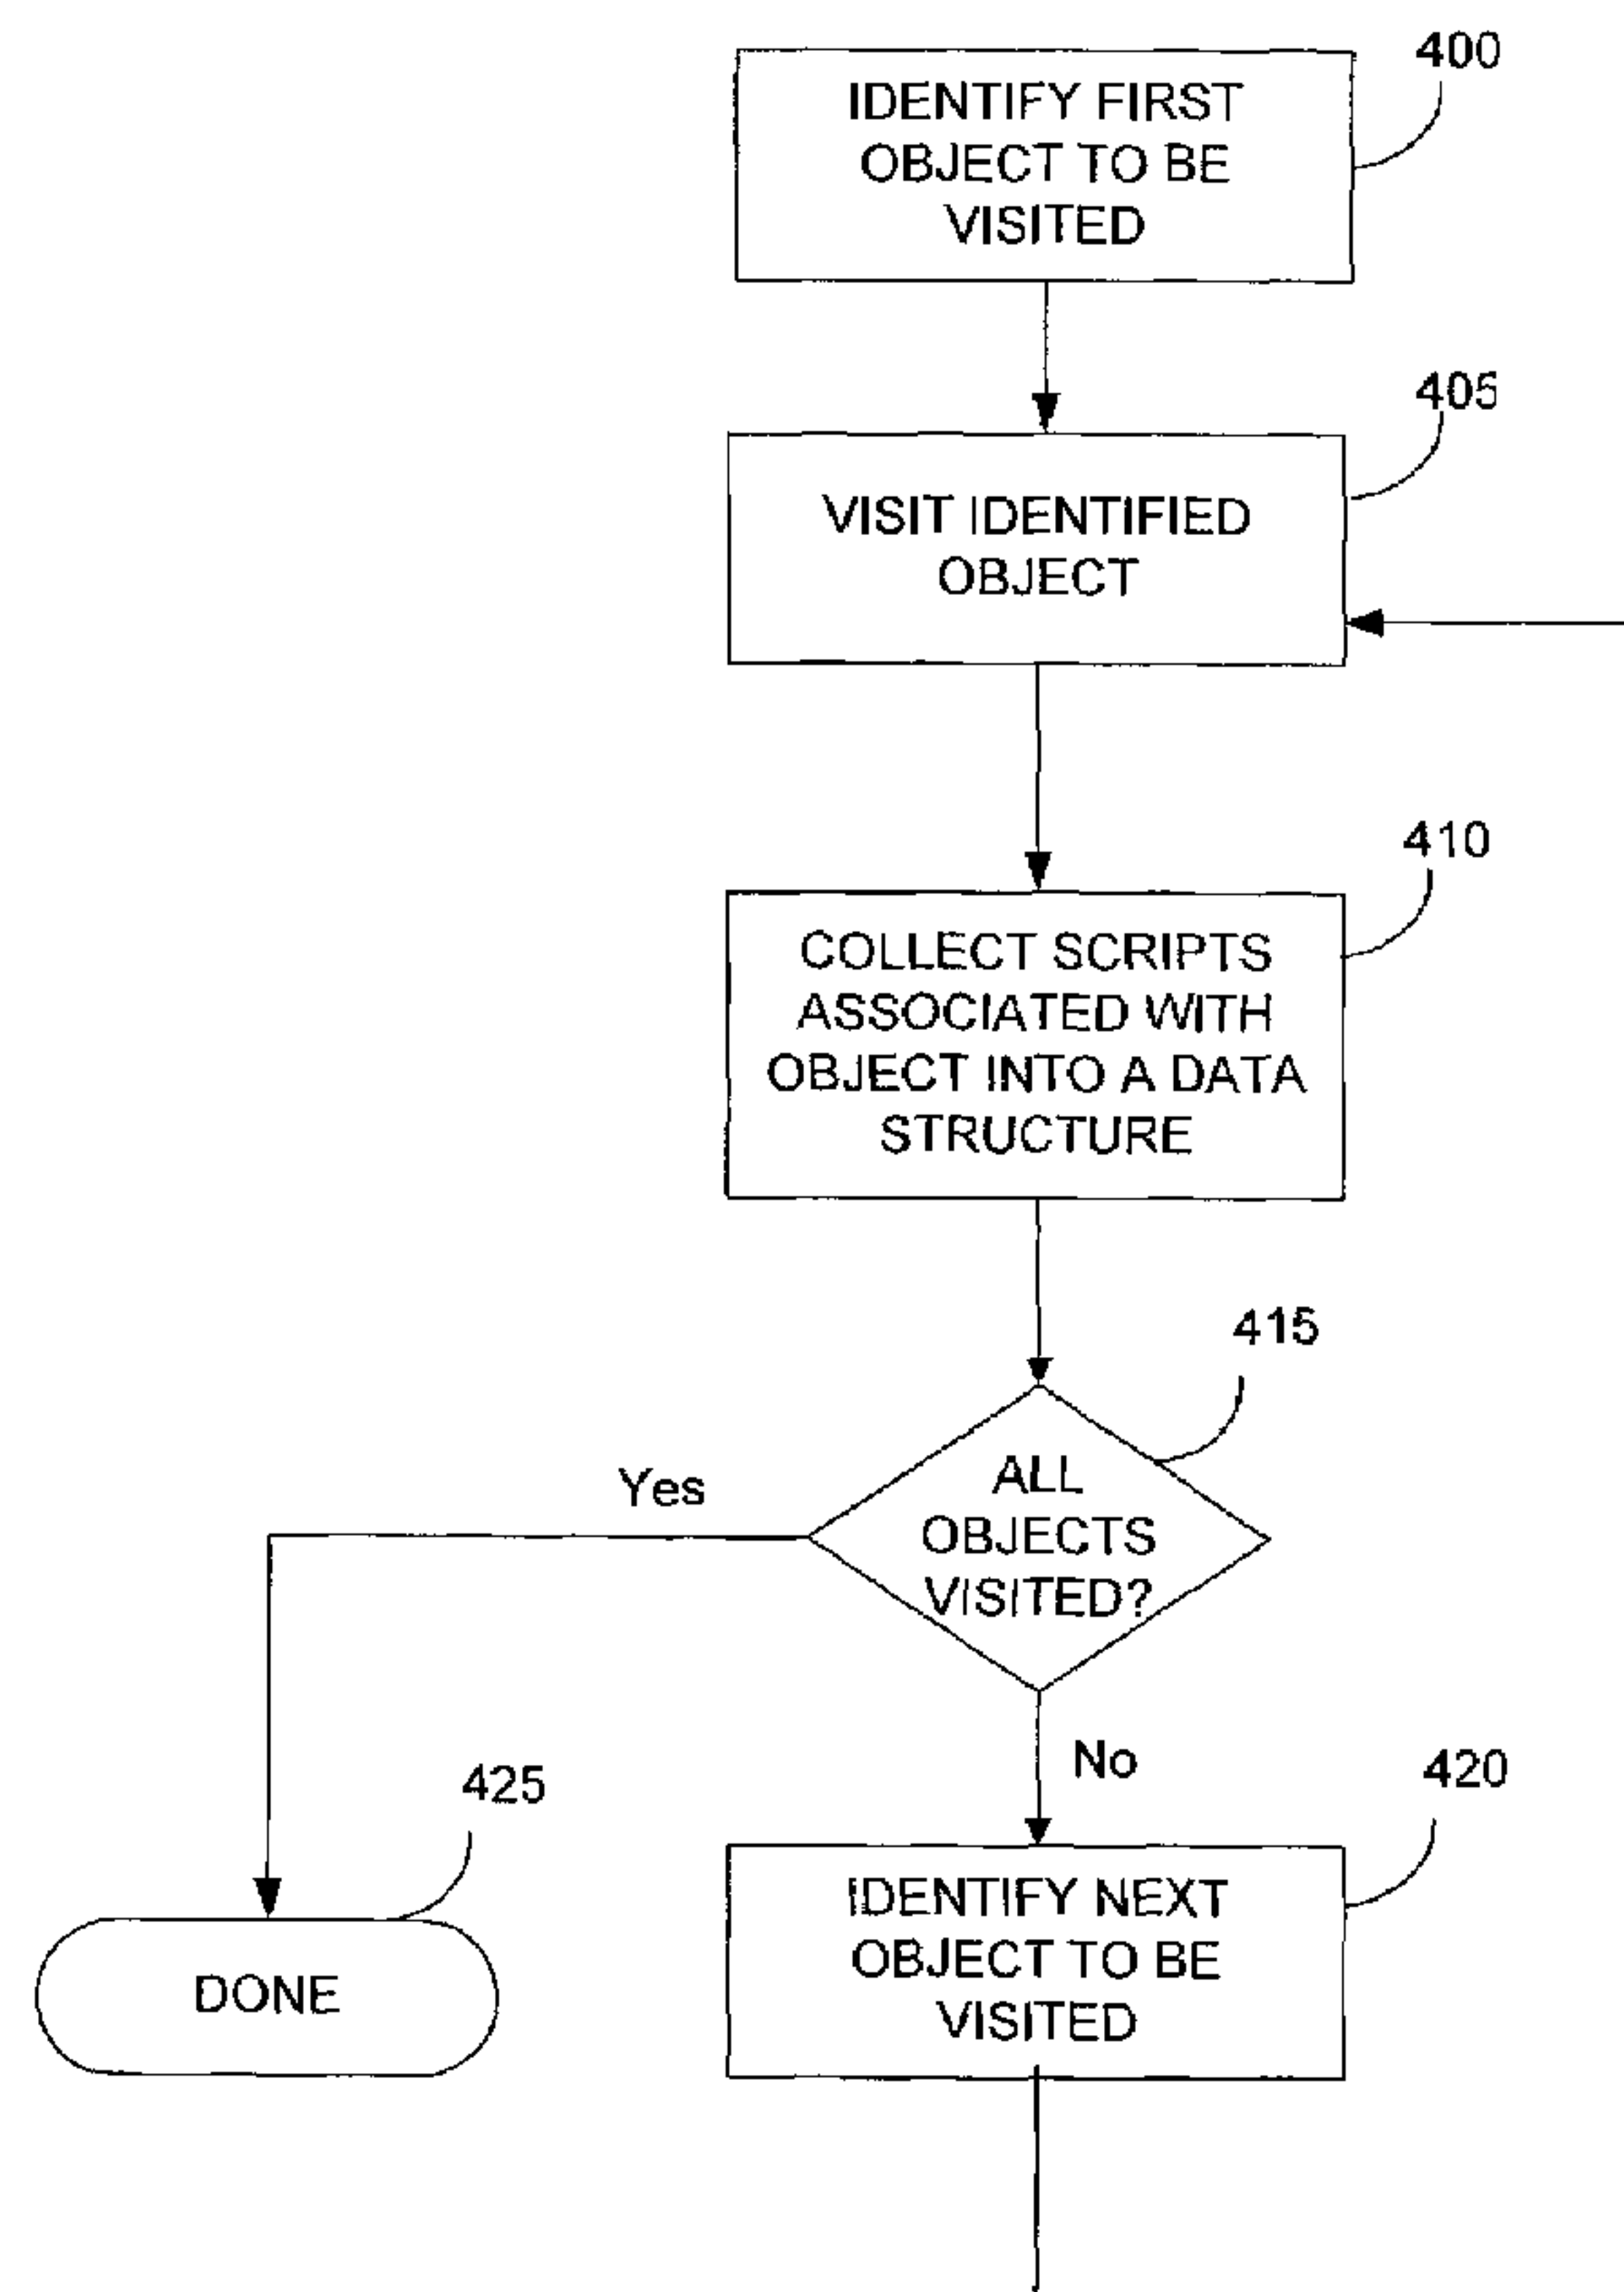 400
IDENTIFY FIRST
OBJECT TO BE
VISITED
405
VISIT IDENTIFIED
OBJECT
410
COLLECT SCRIPTS
ASSOCIATED WITH
OBJECT INTO A DATA
STRUCTURE
415
ALL
OBJECTS
VISITED?
Yes
No
425
DONE
420
IDENTIFY NEXT
OBJECT TO BE
VISITED